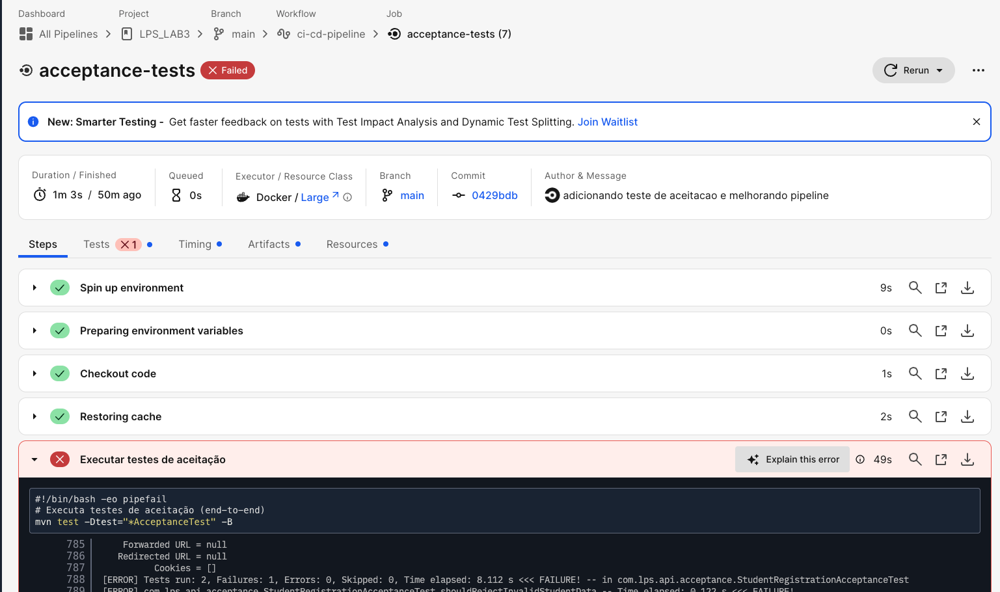 Dashboard
Project
Branch
Workflow
Job
All Pipelines
LPS_LAB3
main
ci-cd-pipeline
acceptance-tests (7)
acceptance-tests
Failed
Rerun
New: Smarter Testing - Get faster feedback on tests with Test Impact Analysis and Dynamic Test Splitting. Join Waitlist
Duration / Finished
1m 3s / 50m ago
Queued
0s
Executor / Resource Class
Docker / Large
Branch
main
Commit
0429bdb
Author & Message
adicionando teste de aceitacao e melhorando pipeline
Steps
Tests
1
Timing
Artifacts
Resources
Spin up environment
9s
Preparing environment variables
0s
Checkout code
1s
Restoring cache
2s
Executar testes de aceitação
Explain this error
49s
#!/bin/bash -eo pipefail
# Executa testes de aceitação (end-to-end)
mvn test -Dtest="*AcceptanceTest" -B
785 Forwarded URL = null
786 Redirected URL = null
787 Cookies = []
788 [ERROR] Tests run: 2, Failures: 1, Errors: 0, Skipped: 0, Time elapsed: 8.112 s <<< FAILURE! -- in com.lps.api.acceptance.StudentRegistrationAcceptanceTest
789 [ERROR] com.lps.api.acceptance.StudentRegistrationAcceptanceTest.shouldRejectInvalidStudentData -- Time elapsed: 0.122 s <<< FAILURE!